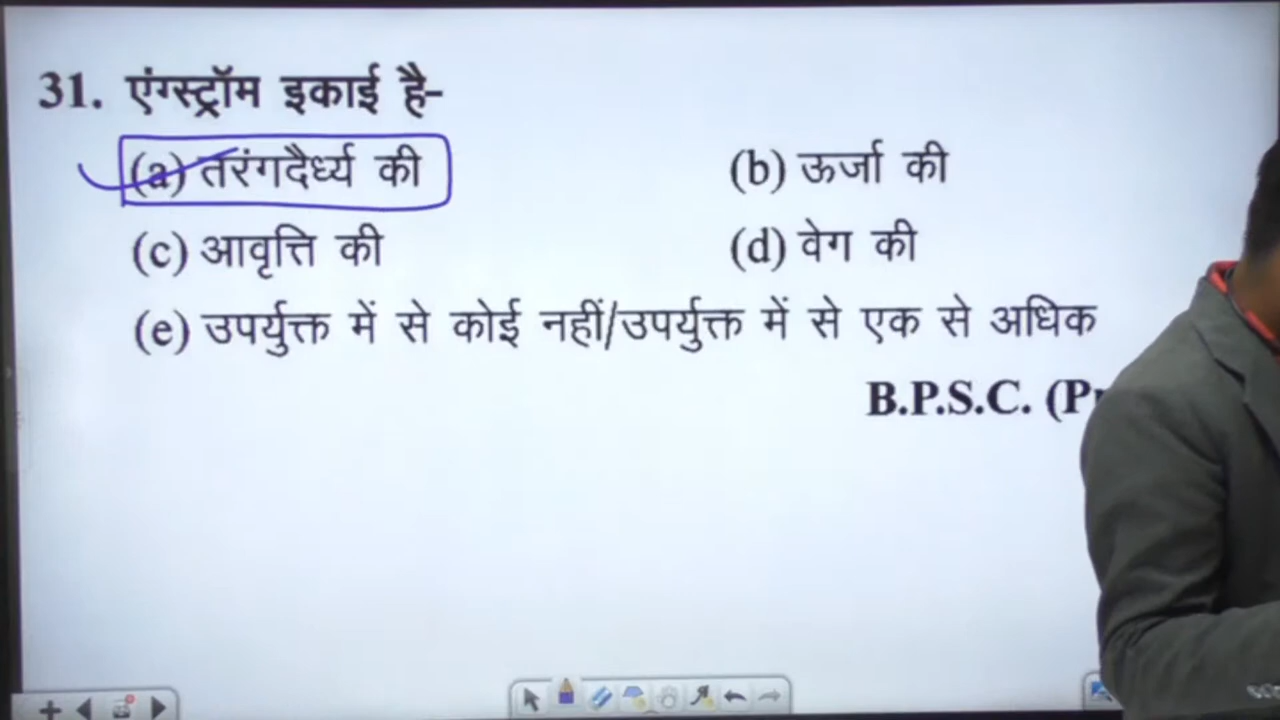 31. एंग्स्ट्रॉम इकाई है-
(a) तरंगदैर्ध्य की (b) ऊर्जा की
(c) आवृत्ति की (d) वेग की
(e) उपर्युक्त में से कोई नहीं/उपर्युक्त में से एक से अधिक
B.P.S.C.